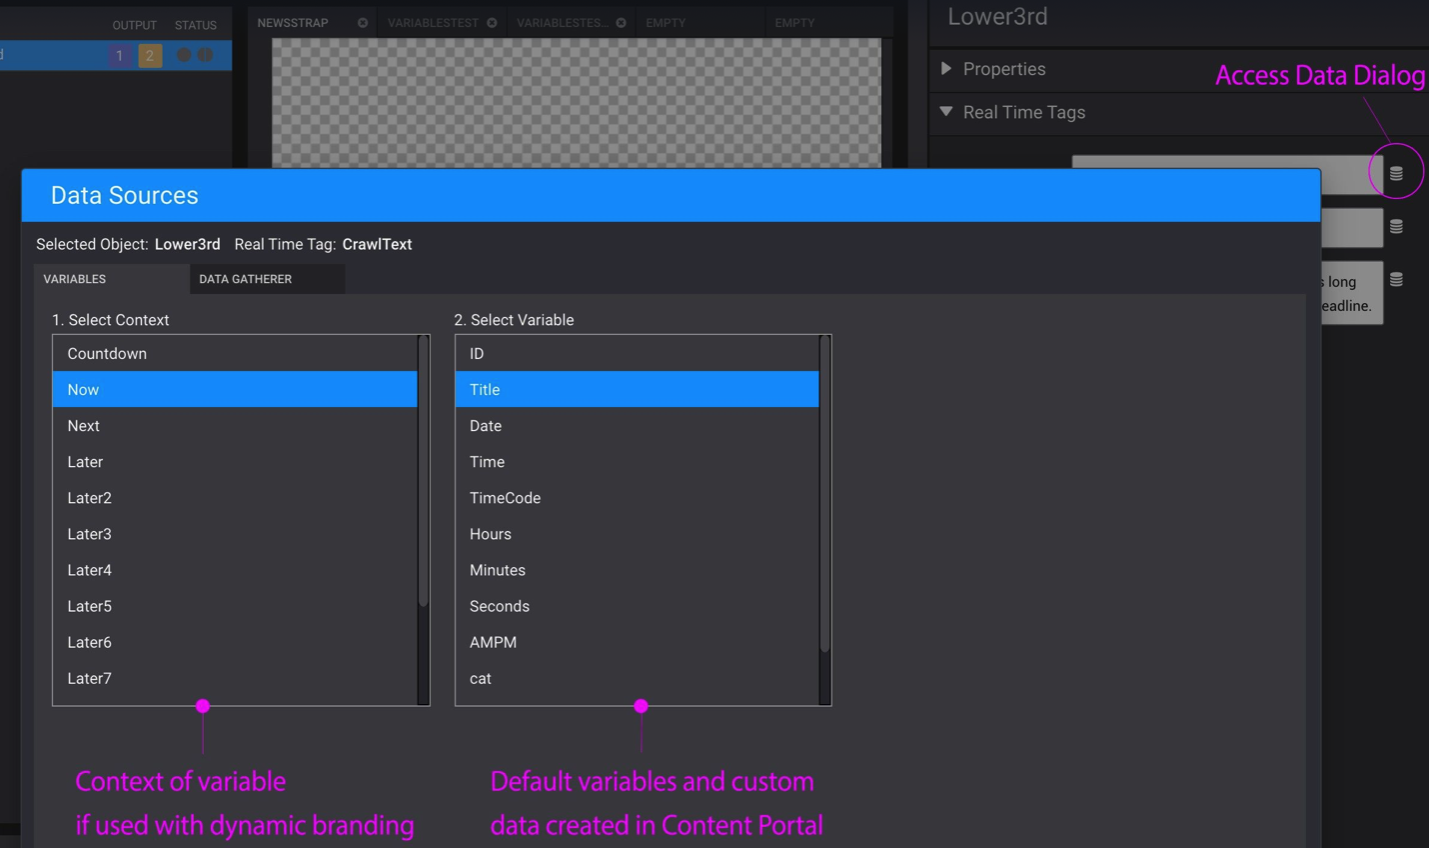 OUTPUT STATUS
NEWSSTRAP VARIABLESTEST VARIABLESTES... EMPTY EMPTY
Lower3rd
1 2
Properties
Access Data Dialog
Real Time Tags
Data Sources
Selected Object: Lower3rd Real Time Tag: CrawlText
VARIABLES DATA GATHERER
long
eadline.
1. Select Context
Countdown
Now
Next
Later
Later2
Later3
Later4
Later5
Later6
Later7
2. Select Variable
ID
Title
Date
Time
TimeCode
Hours
Minutes
Seconds
AMPM
cat
Context of variable
if used with dynamic branding
Default variables and custom
data created in Content Portal